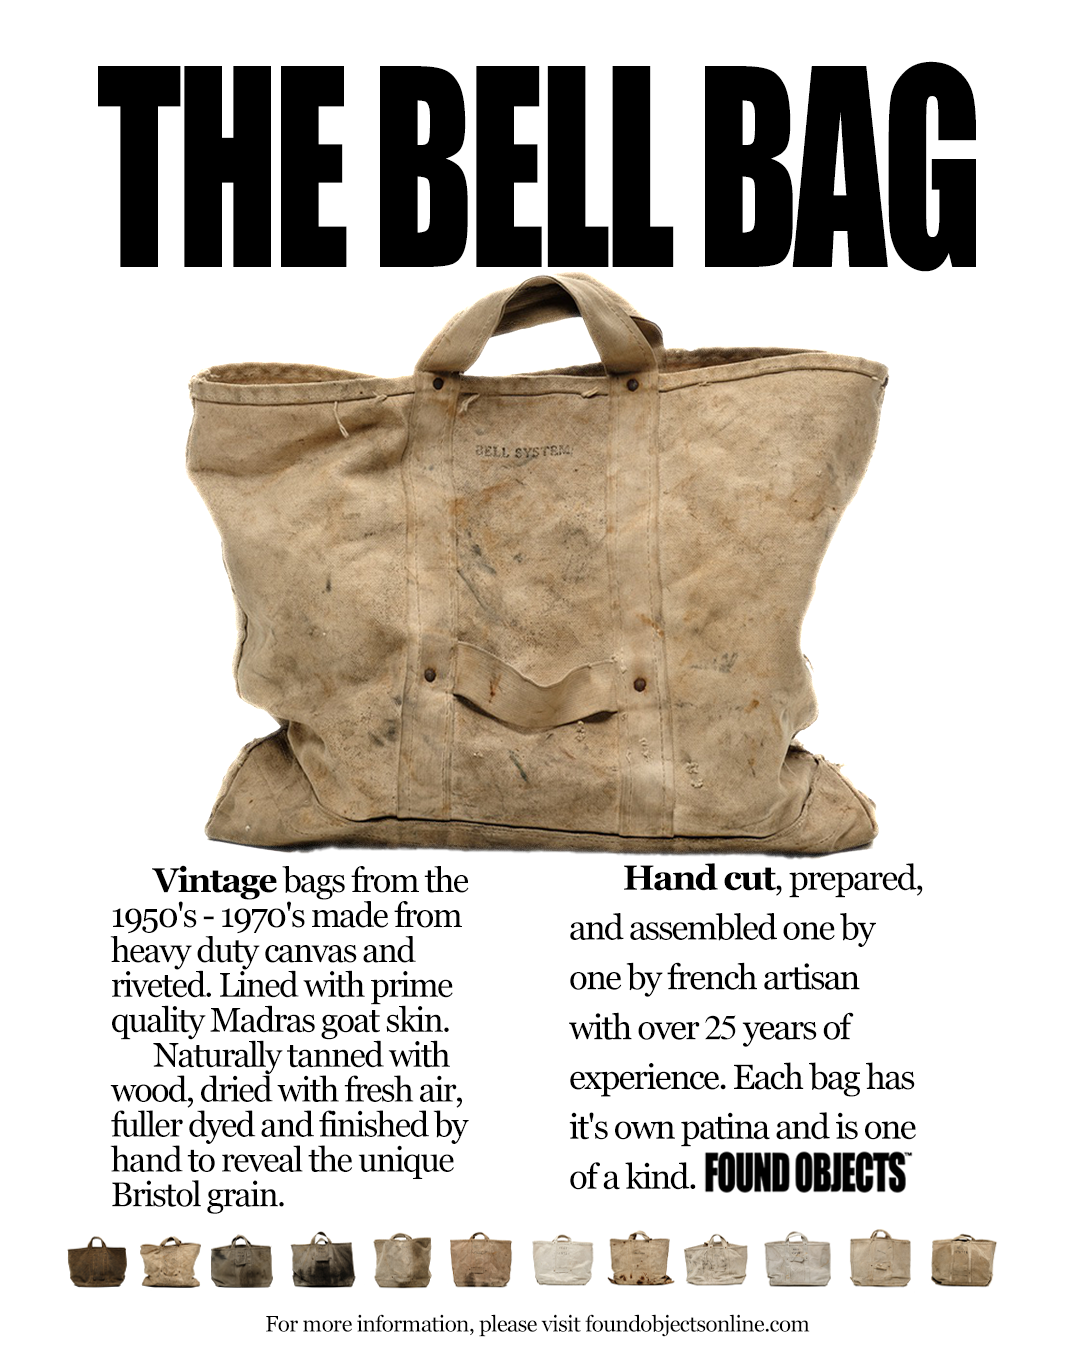 THE BELL BAG
BELL SYSTEM
Vintage bags from the
1950's - 1970's made from
heavy duty canvas and
riveted. Lined with prime
quality Madras goat skin.
Naturally tanned with
wood, dried with fresh air,
fuller dyed and finished by
hand to reveal the unique
Bristol grain.
Hand cut, prepared,
and assembled one by
one by french artisan
with over 25 years of
experience. Each bag has
it's own patina and is one
of a kind. FOUND OBJECTS™
For more information, please visit foundobjectsonline.com